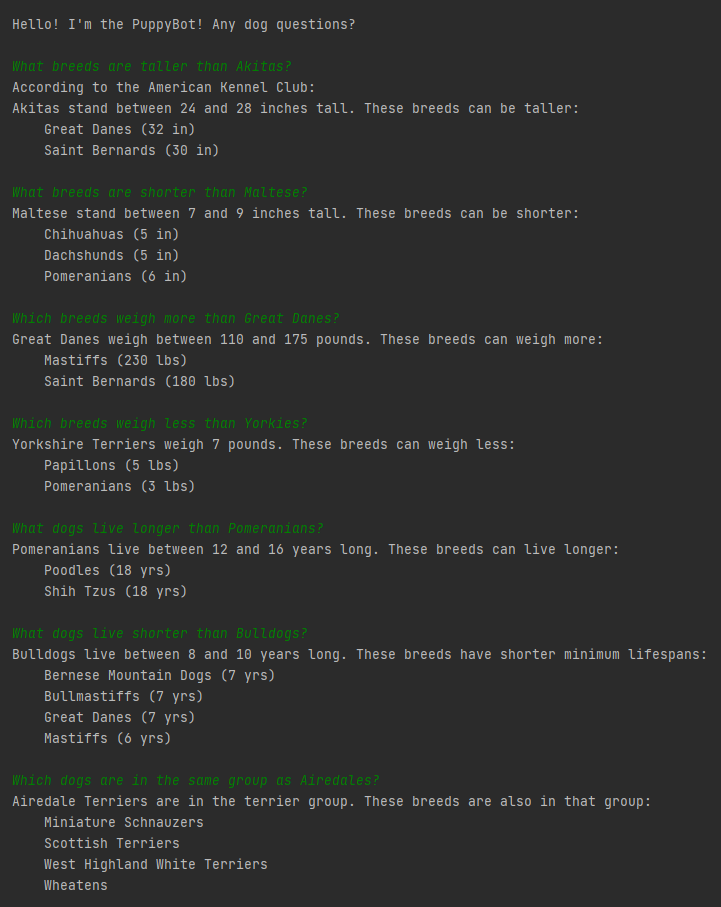 Hello! I'm the PuppyBot! Any dog questions?
What breeds are taller than Akitas?
According to the American Kennel Club:
Akitas stand between 24 and 28 inches tall. These breeds can be taller:
Great Danes (32 in)
Saint Bernards (30 in)
What breeds are shorter than Maltese?
Maltese stand between 7 and 9 inches tall. These breeds can be shorter:
Chihuahuas (5 in)
Dachshunds (5 in)
Pomeranians (6 in)
Which breeds weigh more than Great Danes?
Great Danes weigh between 110 and 175 pounds. These breeds can weigh more:
Mastiffs (230 lbs)
Saint Bernards (180 lbs)
Which breeds weigh less than Yorkies?
Yorkshire Terriers weigh 7 pounds. These breeds can weigh less:
Papillons (5 lbs)
Pomeranians (3 lbs)
What dogs live longer than Pomeranians?
Pomeranians live between 12 and 16 years long. These breeds can live longer:
Poodles (18 yrs)
Shih Tzus (18 yrs)
What dogs live shorter than Bulldogs?
Bulldogs live between 8 and 10 years long. These breeds have shorter minimum lifespans:
Bernese Mountain Dogs (7 yrs)
Bullmastiffs (7 yrs)
Great Danes (7 yrs)
Mastiffs (6 yrs)
Which dogs are in the same group as Airedales?
Airedale Terriers are in the terrier group. These breeds are also in that group:
Miniature Schnauzers
Scottish Terriers
West Highland White Terriers
Wheatens